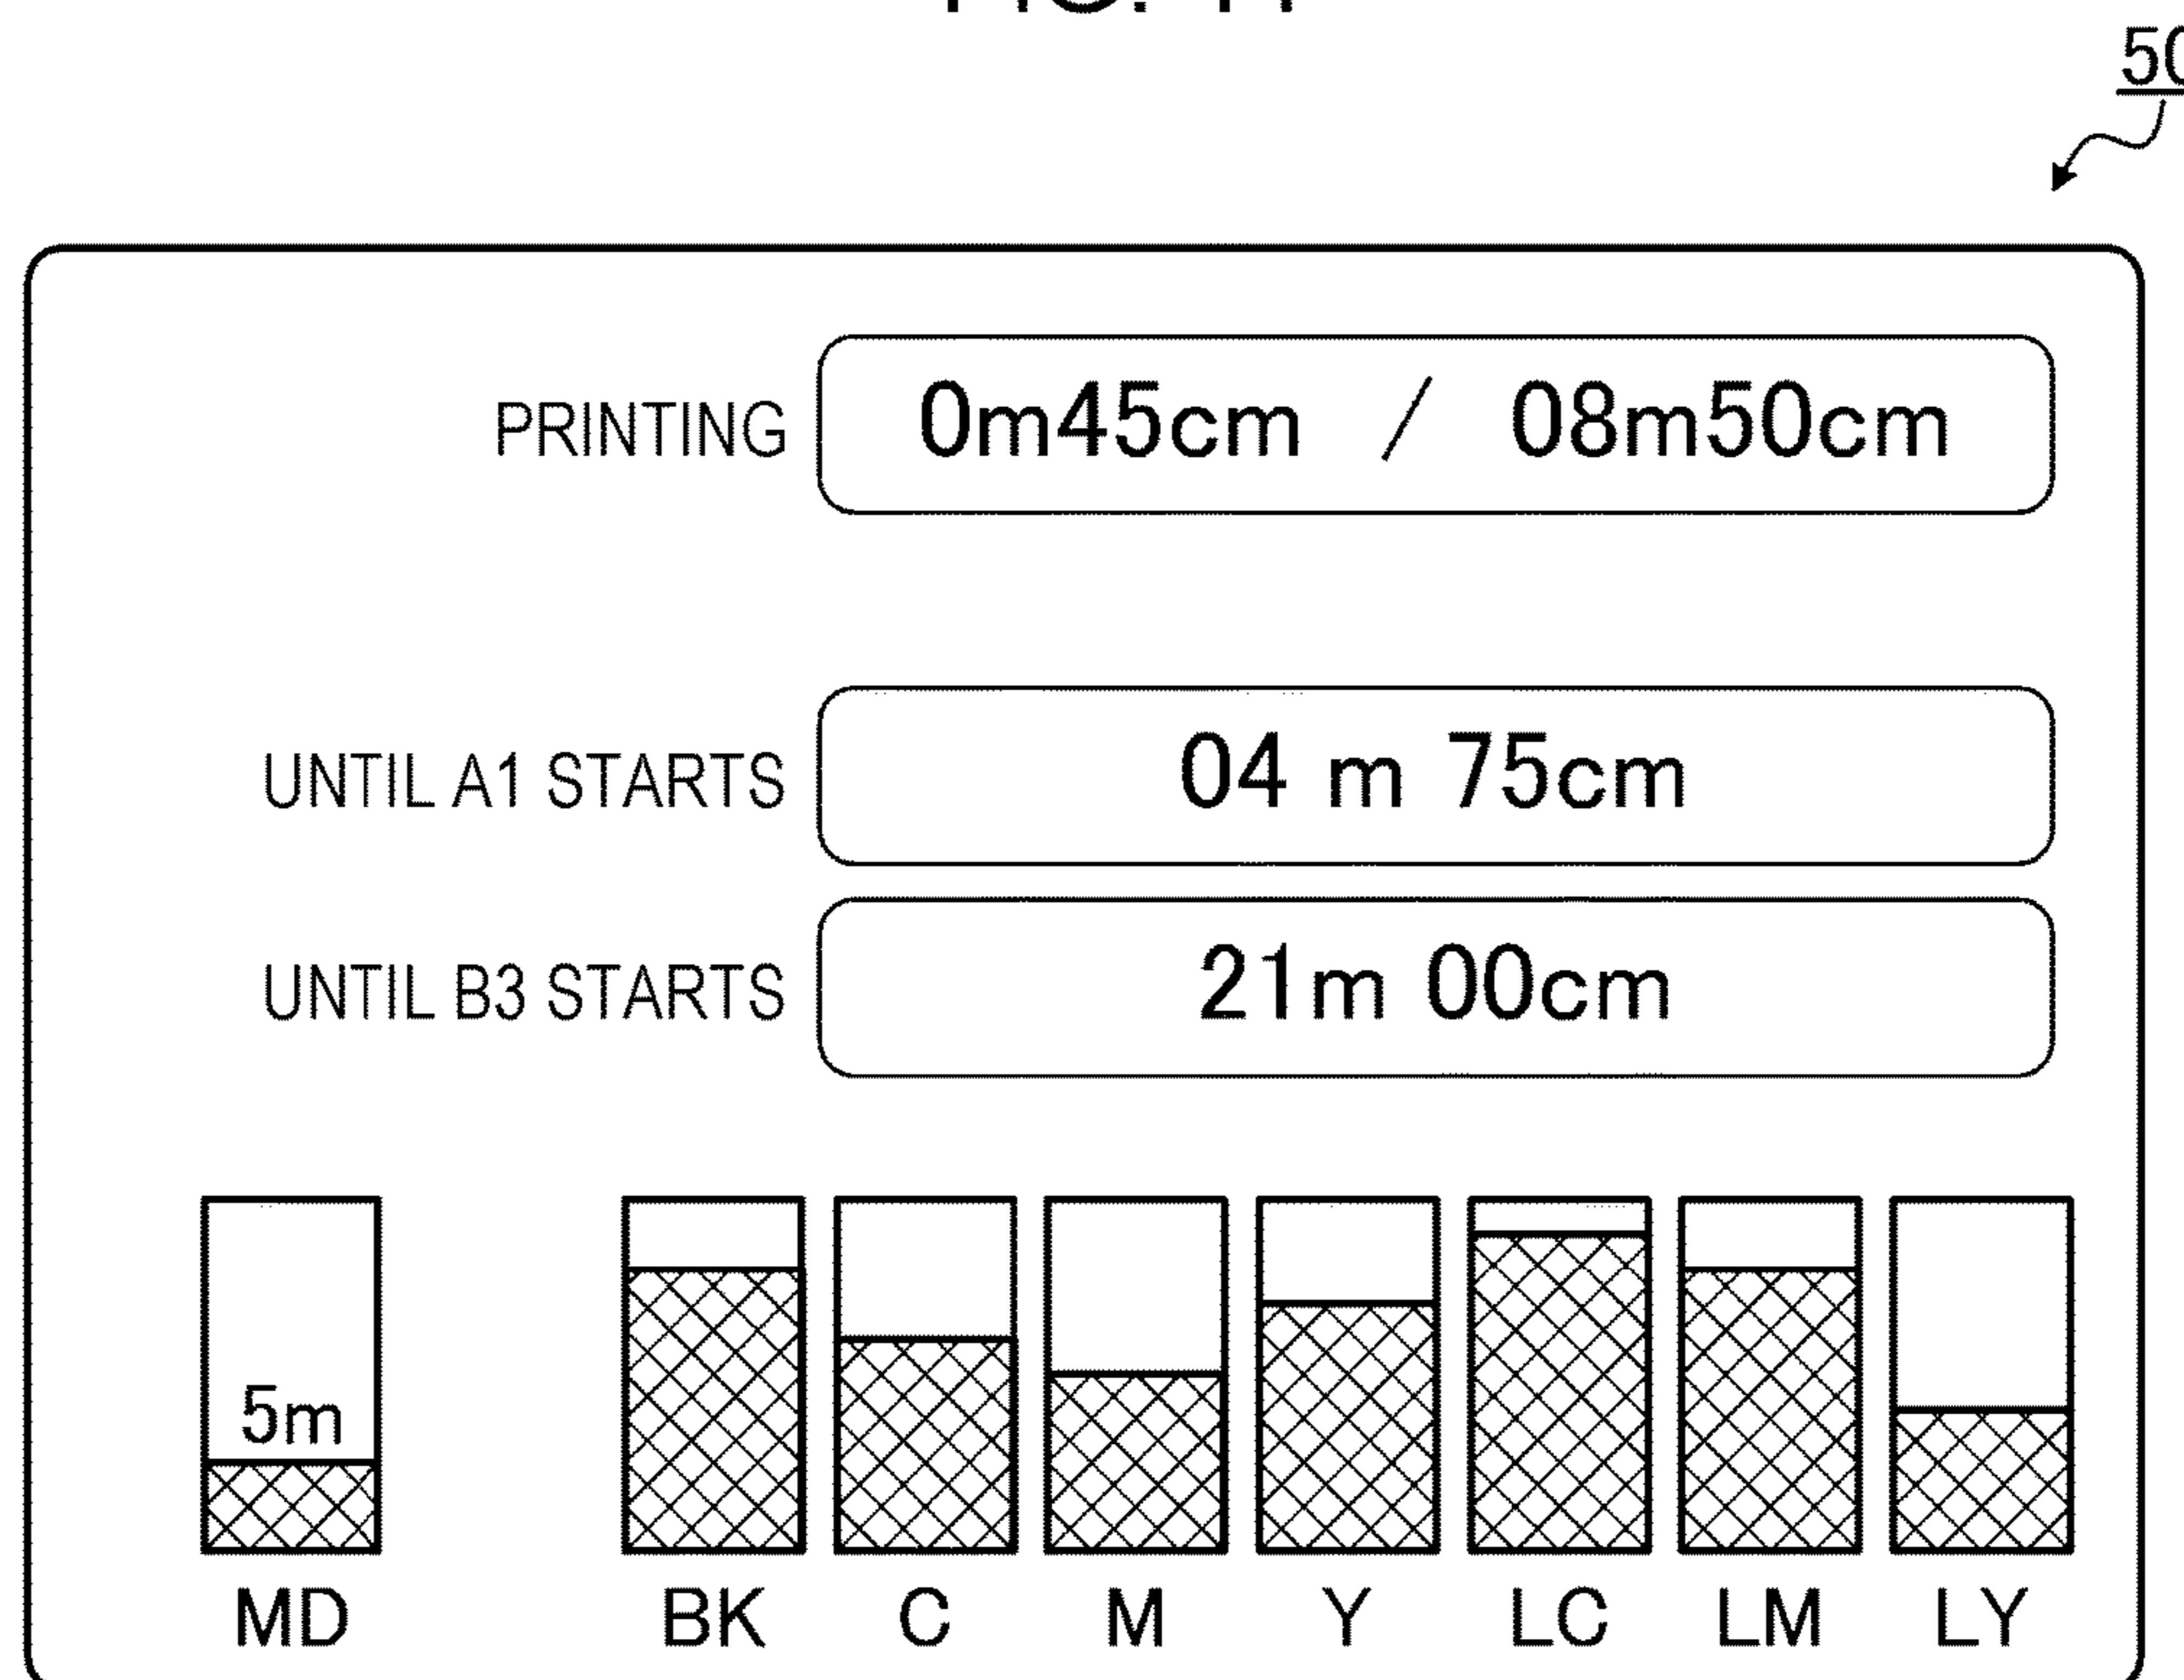 50
PRINTING 0m45cm / 08m50cm
UNTIL A1 STARTS 04 m 75cm
UNTIL B3 STARTS 21m 00cm
5m
MD BK C M Y LC LM LY